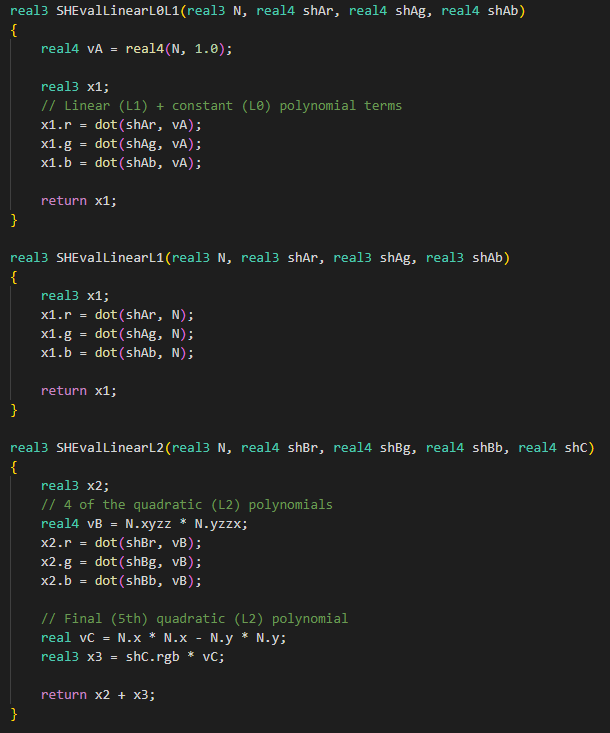 real3 SHEvalLinearL0L1(real3 N, real4 shAr, real4 shAg, real4 shAb)
{
    real4 vA = real4(N, 1.0);

    real3 x1;
    // Linear (L1) + constant (L0) polynomial terms
    x1.r = dot(shAr, vA);
    x1.g = dot(shAg, vA);
    x1.b = dot(shAb, vA);

    return x1;
}

real3 SHEvalLinearL1(real3 N, real3 shAr, real3 shAg, real3 shAb)
{
    real3 x1;
    x1.r = dot(shAr, N);
    x1.g = dot(shAg, N);
    x1.b = dot(shAb, N);

    return x1;
}

real3 SHEvalLinearL2(real3 N, real4 shBr, real4 shBg, real4 shBb, real4 shC)
{
    real3 x2;
    // 4 of the quadratic (L2) polynomials
    real4 vB = N.xyzz * N.yzzx;
    x2.r = dot(shBr, vB);
    x2.g = dot(shBg, vB);
    x2.b = dot(shBb, vB);

    // Final (5th) quadratic (L2) polynomial
    real vC = N.x * N.x - N.y * N.y;
    real3 x3 = shC.rgb * vC;

    return x2 + x3;
}